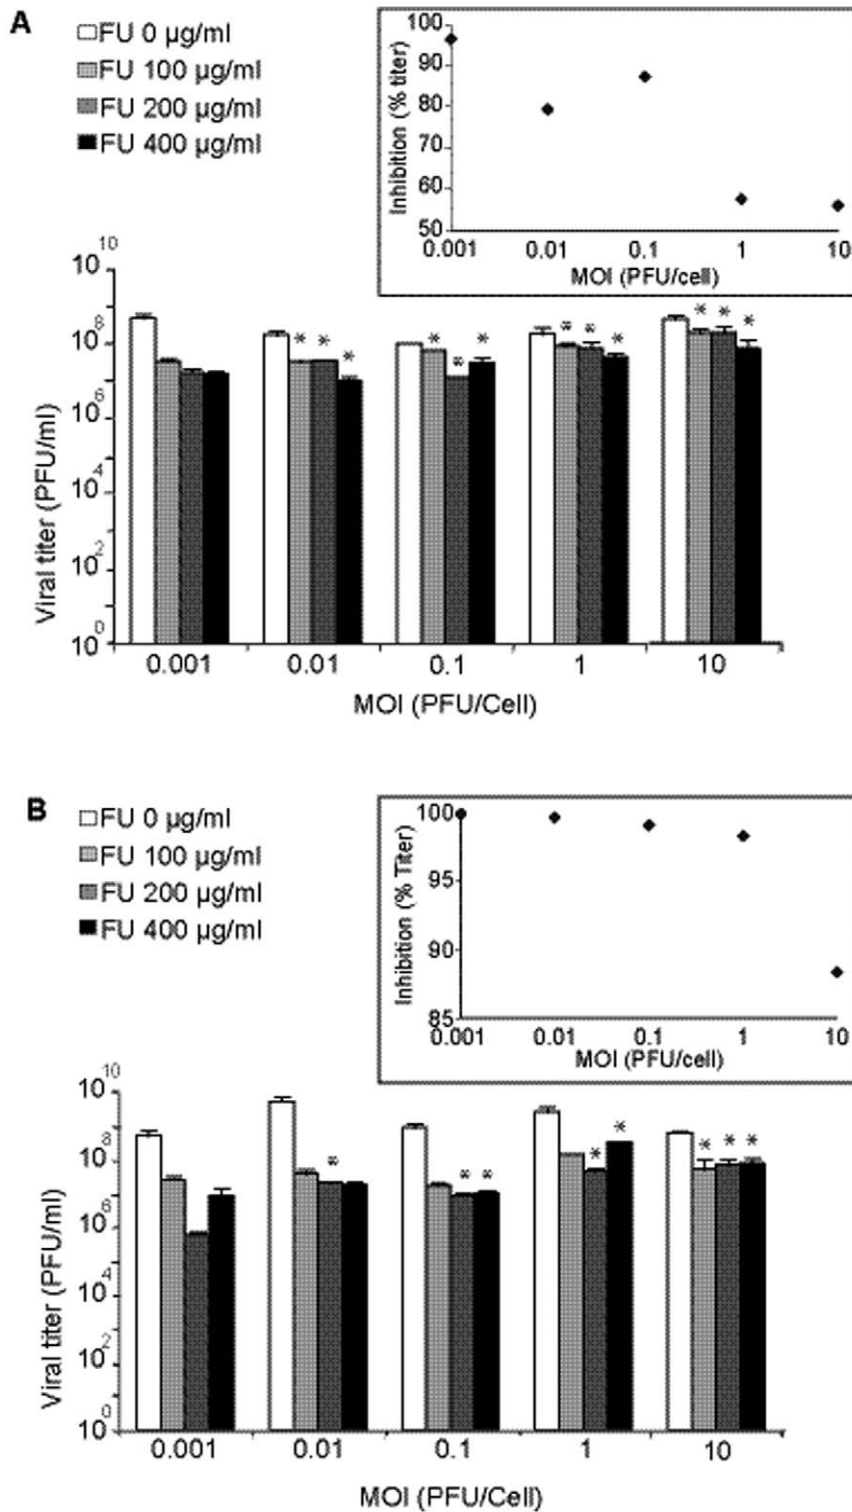 A
FU 0 µg/ml
FU 100 µg/ml
FU 200 µg/ml
FU 400 µg/ml
Inhibition (% titer)
100
90
80
70
60
50
0.001 0.01 0.1 1 10
MOI (PFU/cell)
Viral titer (PFU/ml)
10^10
10^8
10^6
10^4
10^2
10^0
* * * * * * * * * * * *
0.001 0.01 0.1 1 10
MOI (PFU/Cell)
B
FU 0 µg/ml
FU 100 µg/ml
FU 200 µg/ml
FU 400 µg/ml
Inhibition (% Titer)
100
95
90
85
0.001 0.01 0.1 1 10
MOI (PFU/cell)
Viral titer (PFU/ml)
10^10
10^8
10^6
10^4
10^2
10^0
* * * * * * * *
0.001 0.01 0.1 1 10
MOI (PFU/Cell)